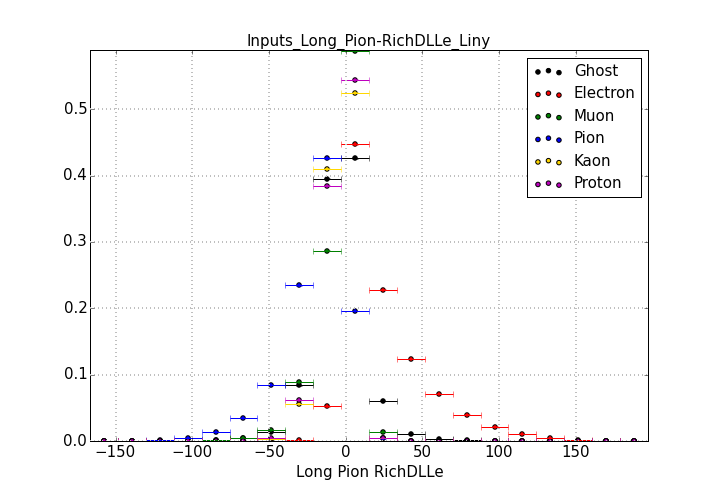 Inputs_Long_Pion-RichDLLe_Liny
Ghost
Electron
Muon
Pion
Kaon
Proton
0.5
0.4
0.3
0.2
0.1
0.0
−150 −100 −50 0 50 100 150
Long Pion RichDLLe